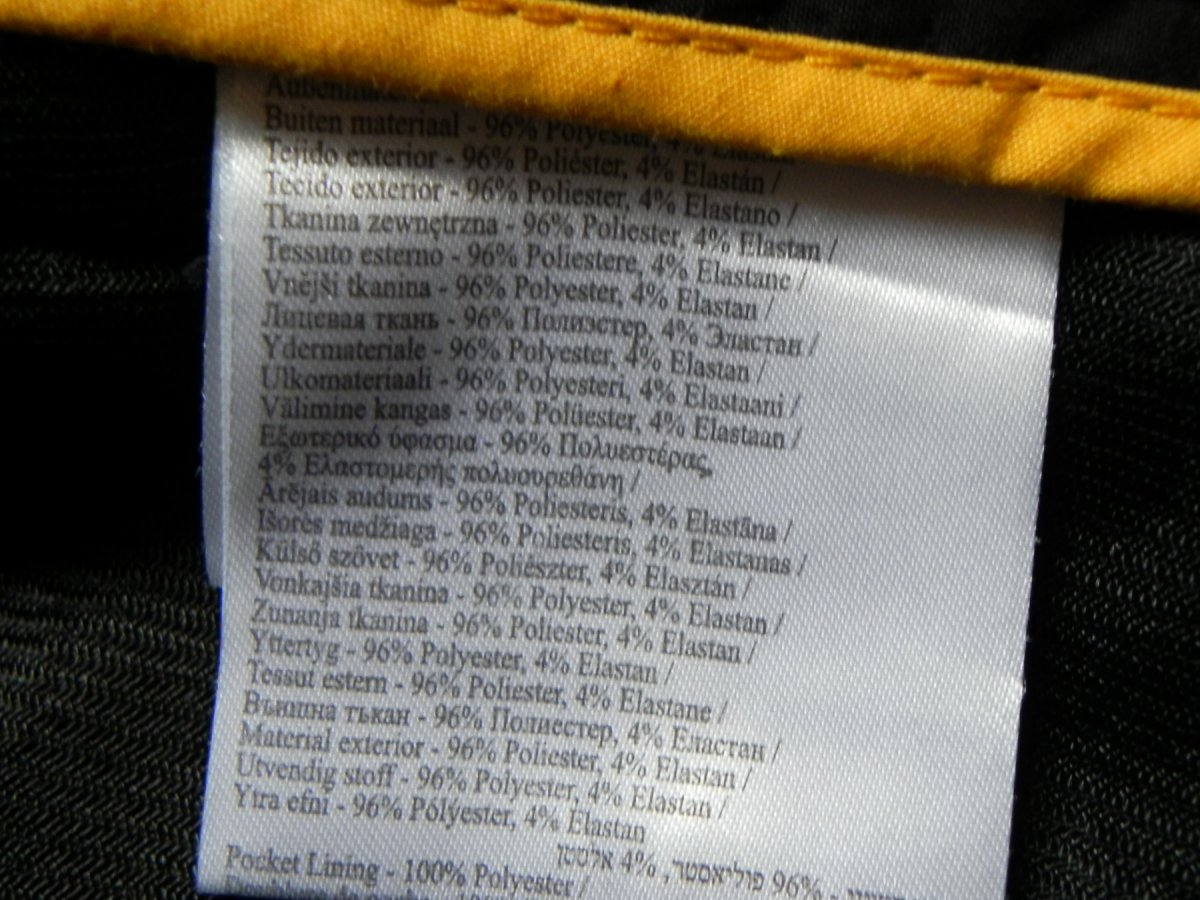 Buiten materiaal - 96% Polyester, 4% Elastan
Tejido exterior - 96% Poliéster, 4% Elastán /
Tecido exterior - 96% Poliester, 4% Elastano /
Tkanina zewnętrzna - 96% Poliester, 4% Elastan /
Tessuto esterno - 96% Poliestere, 4% Elastane /
Vnější tkanina - 96% Polyester, 4% Elastan /
Лицевая ткань - 96% Полиэстер, 4% Эластан /
Ydermateriale - 96% Polyester, 4% Elastan /
Ulkomateriaali - 96% Polyesteri, 4% Elastaani /
Välimine kangas - 96% Polüester, 4% Elastaan /
Εξωτερικό ύφασμα - 96% Πολυεστέρας,
4% Ελαστομερής πολυουρεθάνη /
Ārējais audums - 96% Poliesteris, 4% Elastāna /
Išorės medžiaga - 96% Poliesteris, 4% Elastanas /
Külső szövet - 96% Poliészter, 4% Elasztán /
Vonkajšia tkanina - 96% Polyester, 4% Elastan /
Zunanja tkanina - 96% Poliester, 4% Elastan /
Yttertyg - 96% Polyester, 4% Elastan /
Tessut estern - 96% Poliester, 4% Elastane /
Външна тъкан - 96% Полиестер, 4% Еластан /
Material exterior - 96% Poliester, 4% Elastan /
Utvendig stoff - 96% Polyester, 4% Elastan /
Ytra efni - 96% Pólýester, 4% Elastan
- 96% פוליאסטר, 4% אלסטן
Pocket Lining - 100% Polyester /